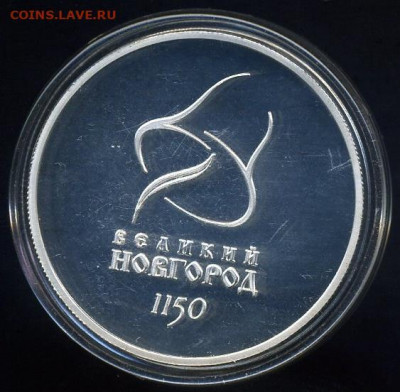 COINS.LAVE.RU
ВЕЛИКИЙ
НОВГОРОД
1150